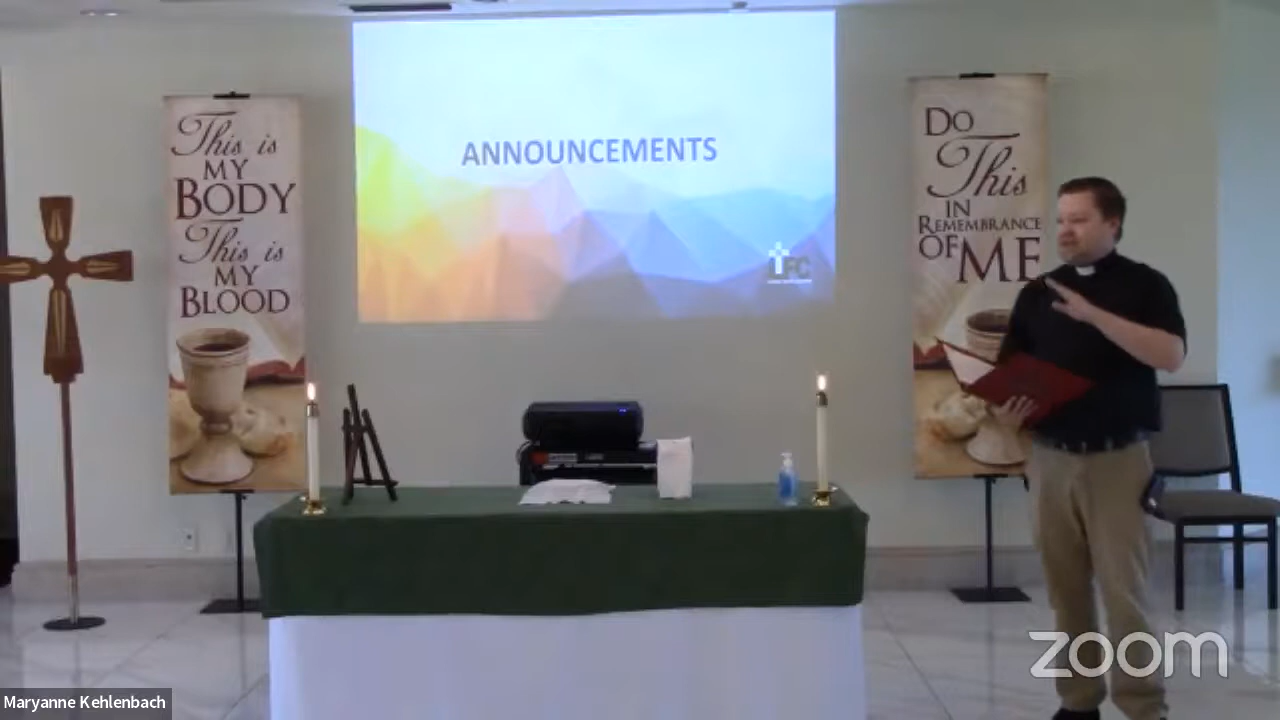 This is
MY
BODY
This is
MY
BLOOD
ANNOUNCEMENTS
LFC
DO
This
IN
REMEMBRANCE
OF ME
zoom
Maryanne Kehlenbach